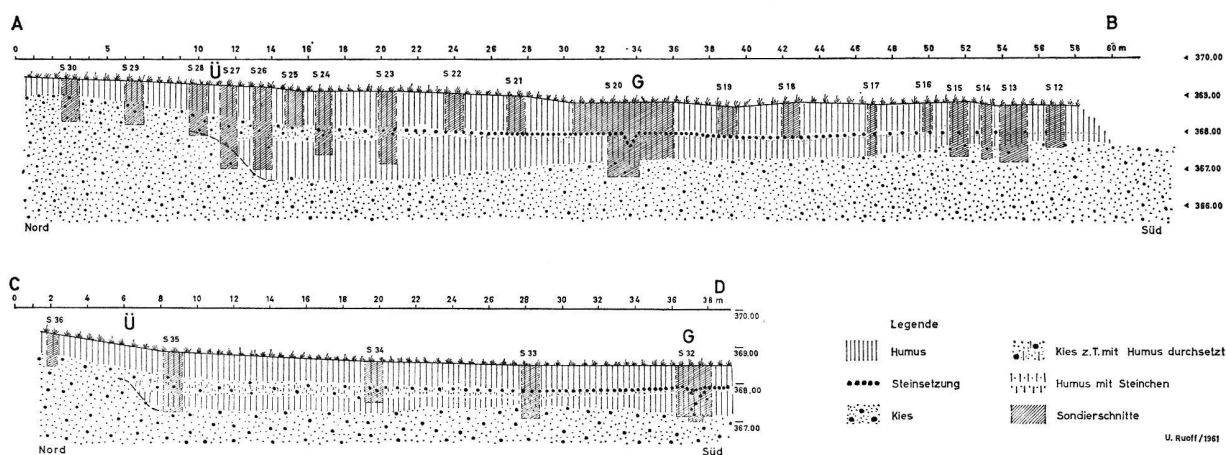 A B
0 5 10 12 14 16 18 20 22 24 26 28 30 32 34 36 38 40 42 44 46 48 50 52 54 56 58 60 m
370.00
S 30 S 29 S 28 Ü S 27 S 26 S 25 S 24 S 23 S 22 S 21 S 20 G S 19 S 18 S 17 S 16 S 15 S 14 S 13 S 12
369.00
368.00
367.00
366.00
Nord Süd
C D
0 2 4 6 8 10 12 14 16 18 20 22 24 26 28 30 32 34 36 38 m
370.00
S 36 Ü S 35 S 34 S 33 S 32 G
369.00
368.00
367.00
Nord Süd
Legende
Humus
Steinsetzung
Kies
Kies z.T. mit Humus durchsetzt
Humus mit Steinchen
Sondierschnitte
U. Ruoff / 1961